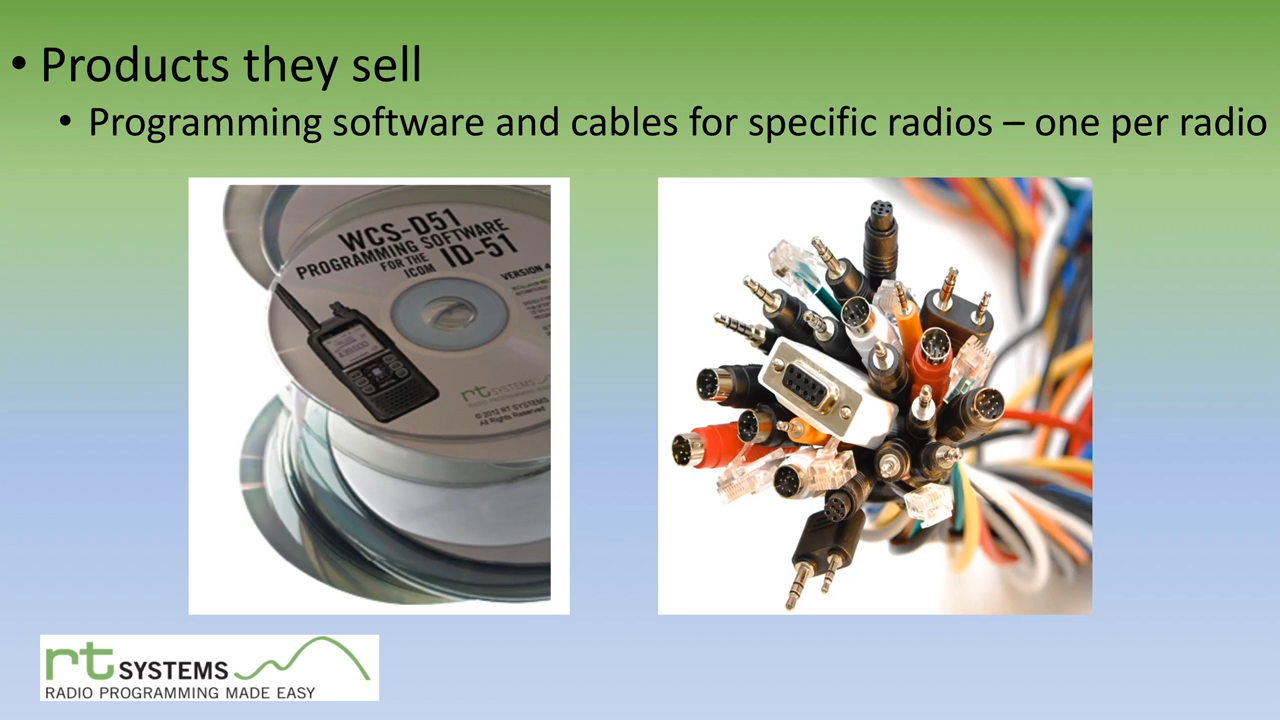 • Products they sell
• Programming software and cables for specific radios – one per radio
WCS-D51
PROGRAMMING SOFTWARE
FOR THE
ICOM ID-51
VERSION 4
rt SYSTEMS
© 2012 RT SYSTEMS
All Rights Reserved
rt SYSTEMS
RADIO PROGRAMMING MADE EASY